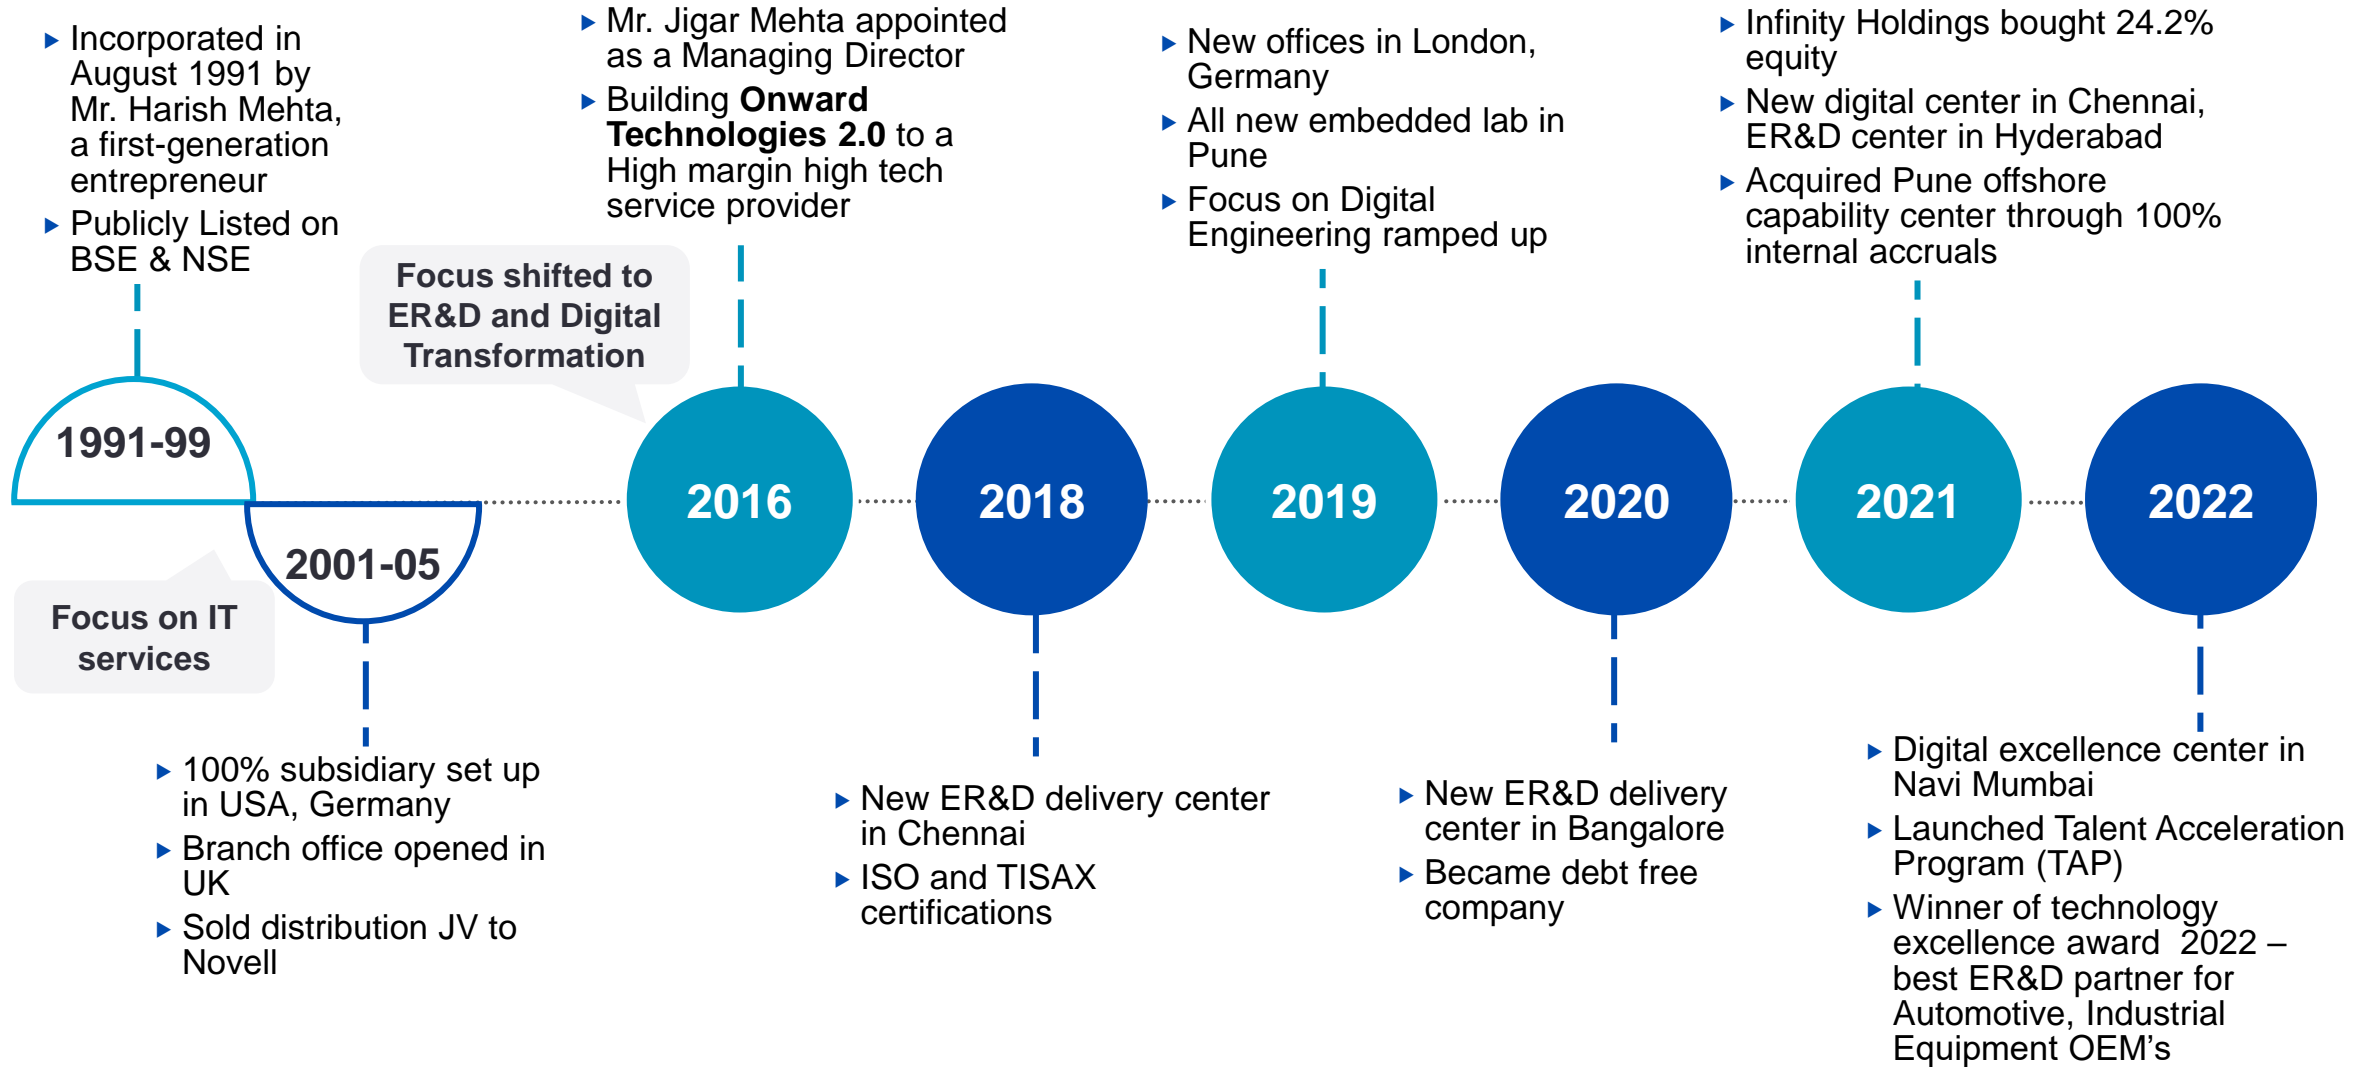 Incorporated in
August 1991 by
Mr. Harish Mehta,
a first-generation
entrepreneur
Publicly Listed on
BSE & NSE
1991-99
Focus on IT
services
2001-05
100% subsidiary set up
in USA, Germany
Branch office opened in
UK
Sold distribution JV to
Novell
Mr. Jigar Mehta appointed
as a Managing Director
Building Onward
Technologies 2.0 to a
High margin high tech
service provider
Focus shifted to
ER&D and Digital
Transformation
2016
2018
New ER&D delivery center
in Chennai
ISO and TISAX
certifications
New offices in London,
Germany
All new embedded lab in
Pune
Focus on Digital
Engineering ramped up
2019
2020
New ER&D delivery
center in Bangalore
Became debt free
company
Infinity Holdings bought 24.2%
equity
New digital center in Chennai,
ER&D center in Hyderabad
Acquired Pune offshore
capability center through 100%
internal accruals
2021
2022
Digital excellence center in
Navi Mumbai
Launched Talent Acceleration
Program (TAP)
Winner of technology
excellence award  2022 –
best ER&D partner for
Automotive, Industrial
Equipment OEM’s